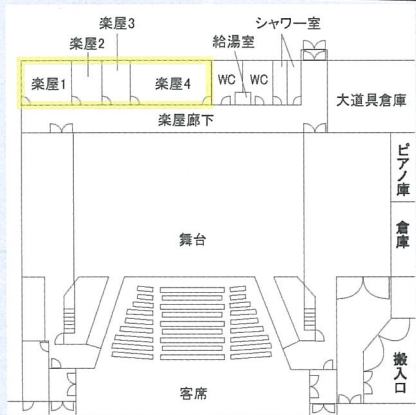 楽屋3
シャワー室
楽屋2
給湯室
楽屋1
楽屋4
WC
WC
大道具倉庫
楽屋廊下
ピアノ庫
倉庫
舞台
搬入口
客席